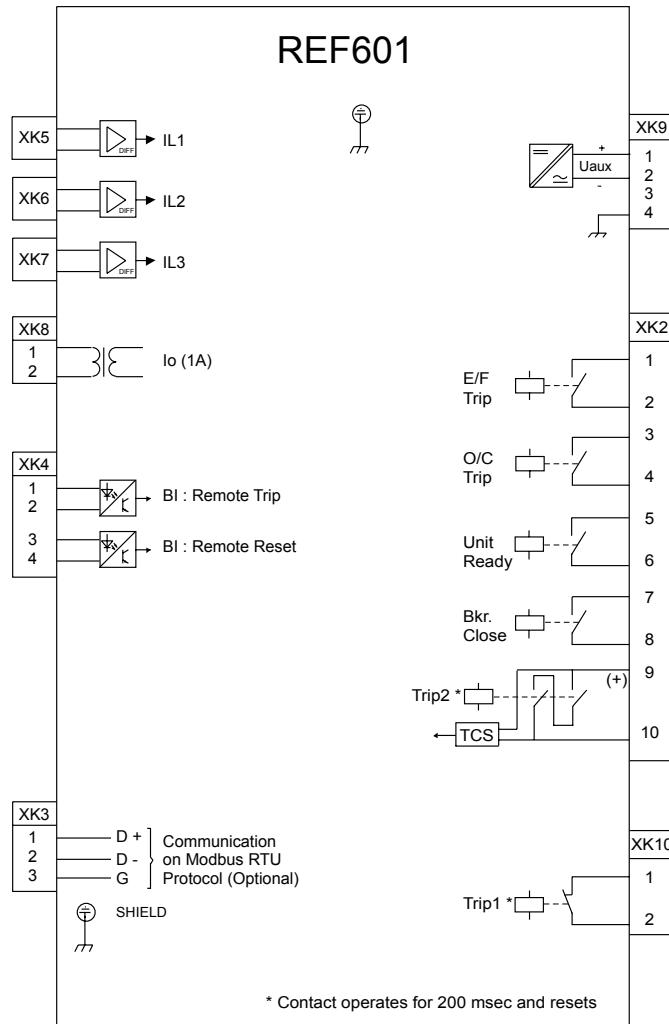 REF601
XK5
DIFF
IL1
XK6
DIFF
IL2
XK7
DIFF
IL3
XK8
1
2
Io (1A)
XK4
1
2
BI : Remote Trip
3
4
BI : Remote Reset
XK3
1
D +
2
D -
3
G
Communication
on Modbus RTU
Protocol (Optional)
SHIELD
XK9
+
Uaux
-
1
2
3
4
XK2
E/F
Trip
1
2
O/C
Trip
3
4
Unit
Ready
5
6
Bkr.
Close
7
8
Trip2 *
(+)
9
TCS
10
XK10
Trip1 *
1
2
* Contact operates for 200 msec and resets